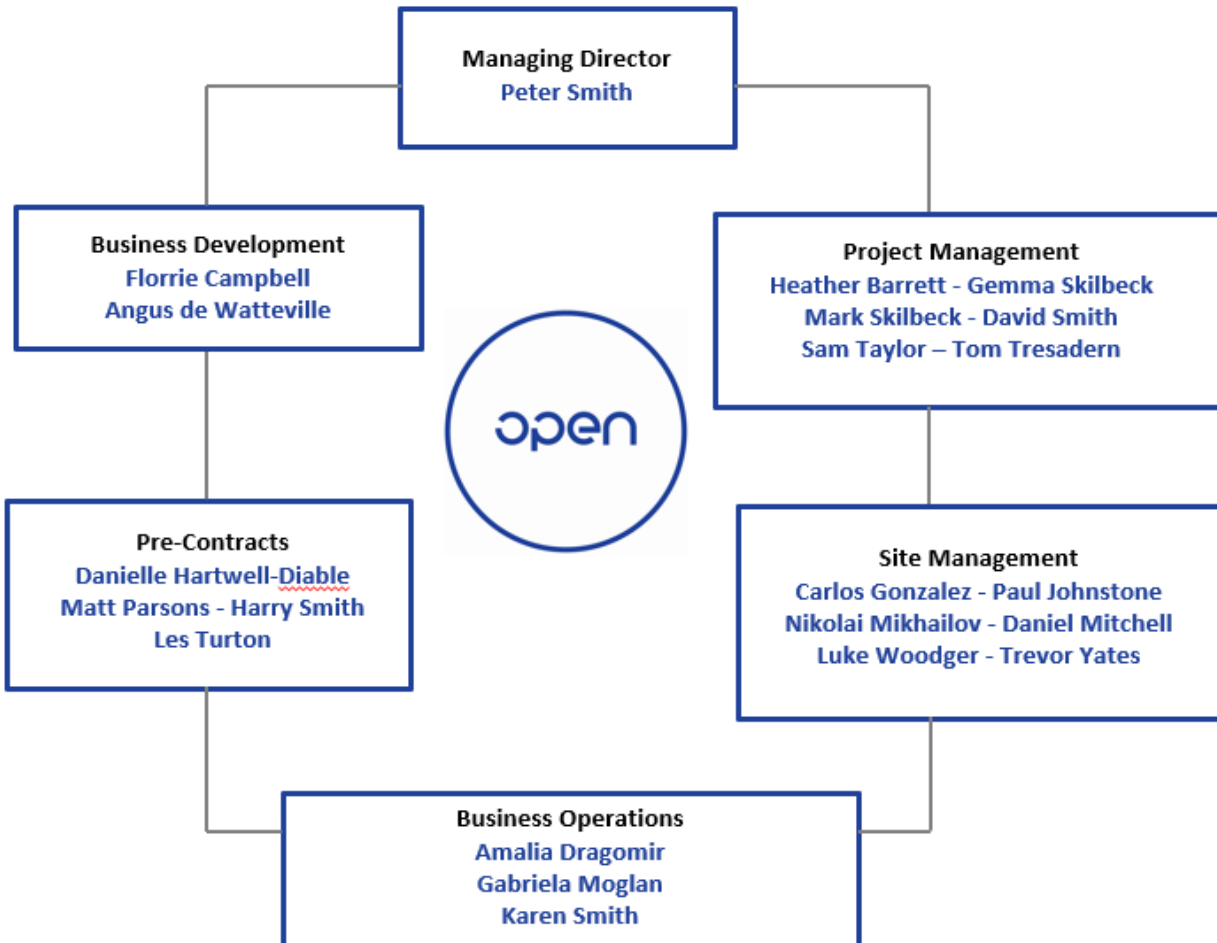 Managing Director
Peter Smith
Business Development
Florrie Campbell
Angus de Watteville
Project Management
Heather Barrett - Gemma Skilbeck
Mark Skilbeck - David Smith
Sam Taylor – Tom Tresadern
open
Pre-Contracts
Danielle Hartwell-Diable
Matt Parsons - Harry Smith
Les Turton
Site Management
Carlos Gonzalez - Paul Johnstone
Nikolai Mikhailov - Daniel Mitchell
Luke Woodger - Trevor Yates
Business Operations
Amalia Dragomir
Gabriela Moglan
Karen Smith